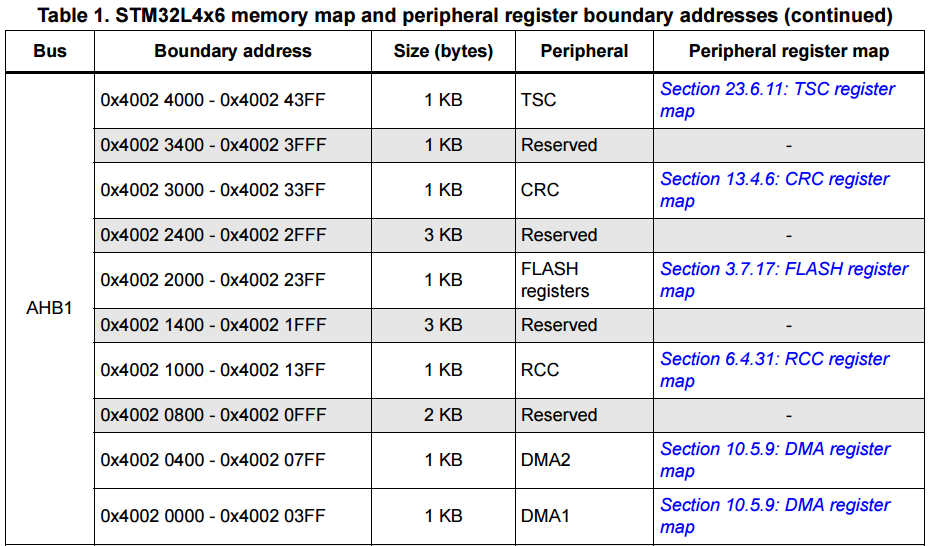 Table 1. STM32L4x6 memory map and peripheral register boundary addresses (continued)
Bus Boundary address Size (bytes) Peripheral Peripheral register map
AHB1
0x4002 4000 - 0x4002 43FF 1 KB TSC Section 23.6.11: TSC register
map
0x4002 3400 - 0x4002 3FFF 1 KB Reserved -
0x4002 3000 - 0x4002 33FF 1 KB CRC Section 13.4.6: CRC register
map
0x4002 2400 - 0x4002 2FFF 3 KB Reserved -
0x4002 2000 - 0x4002 23FF 1 KB FLASH
registers Section 3.7.17: FLASH register
map
0x4002 1400 - 0x4002 1FFF 3 KB Reserved -
0x4002 1000 - 0x4002 13FF 1 KB RCC Section 6.4.31: RCC register
map
0x4002 0800 - 0x4002 0FFF 2 KB Reserved -
0x4002 0400 - 0x4002 07FF 1 KB DMA2 Section 10.5.9: DMA register
map
0x4002 0000 - 0x4002 03FF 1 KB DMA1 Section 10.5.9: DMA register
map